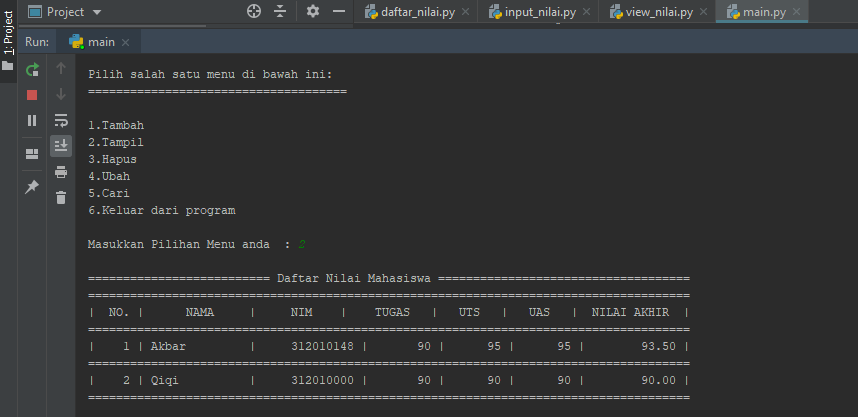 Project
daftar_nilai.py input_nilai.py view_nilai.py main.py
1: Project
Run: main
Pilih salah satu menu di bawah ini:
=====================================
1.Tambah
2.Tampil
3.Hapus
4.Ubah
5.Cari
6.Keluar dari program
Masukkan Pilihan Menu anda  : 2
========================== Daftar Nilai Mahasiswa ====================================
======================================================================================
|  NO. |      NAMA     |     NIM    |    TUGAS   |   UTS   |   UAS   |  NILAI AKHIR  |
======================================================================================
|    1 | Akbar         |     312010148 |       90 |      95 |      95 |          93.50 |
======================================================================================
|    2 | Qiqi          |     312010000 |       90 |      90 |      90 |          90.00 |
======================================================================================